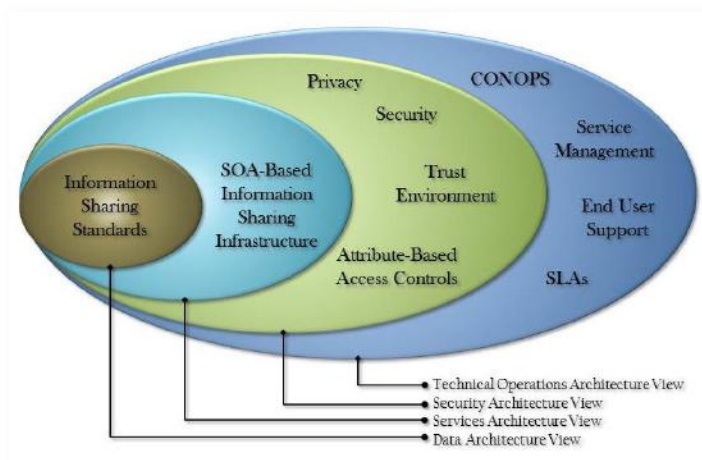 Privacy
CONOPS
Security
Service
Management
Information
Sharing
Standards
SOA-Based
Information
Sharing
Infrastructure
Trust
Environment
End User
Support
Attribute-Based
Access Controls
SLAs
Technical Operations Architecture View
Security Architecture View
Services Architecture View
Data Architecture View